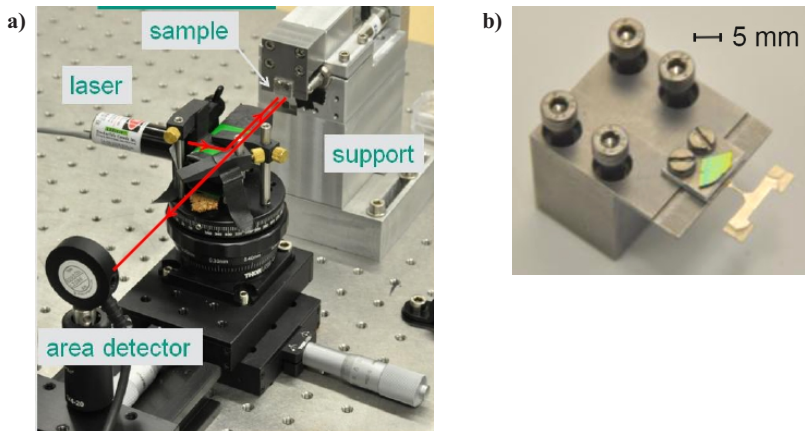 a)
sample
laser
support
area detector
b)
5 mm